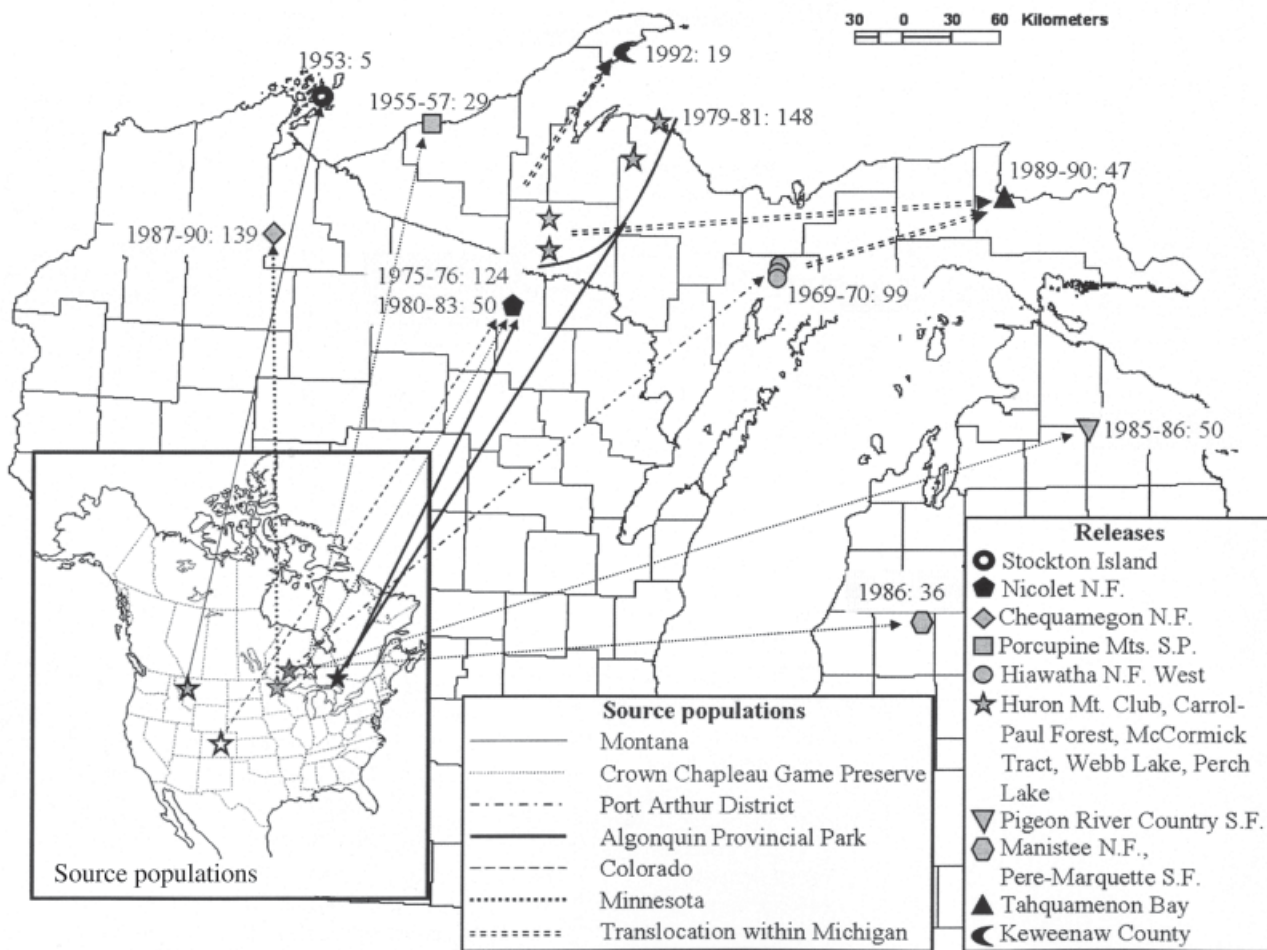 30 0 30 60 Kilometers
1953: 5
1992: 19
1955-57: 29
1979-81: 148
1989-90: 47
1987-90: 139
1975-76: 124
1980-83: 50
1969-70: 99
1985-86: 50
1986: 36
Source populations
Source populations
Montana
Crown Chapleau Game Preserve
Port Arthur District
Algonquin Provincial Park
Colorado
Minnesota
Translocation within Michigan
Releases
Stockton Island
Nicolet N.F.
Chequamegon N.F.
Porcupine Mts. S.P.
Hiawatha N.F. West
Huron Mt. Club, Carrol-
Paul Forest, McCormick
Tract, Webb Lake, Perch
Lake
Pigeon River Country S.F.
Manistee N.F.,
Pere-Marquette S.F.
Tahquamenon Bay
Keweenaw County